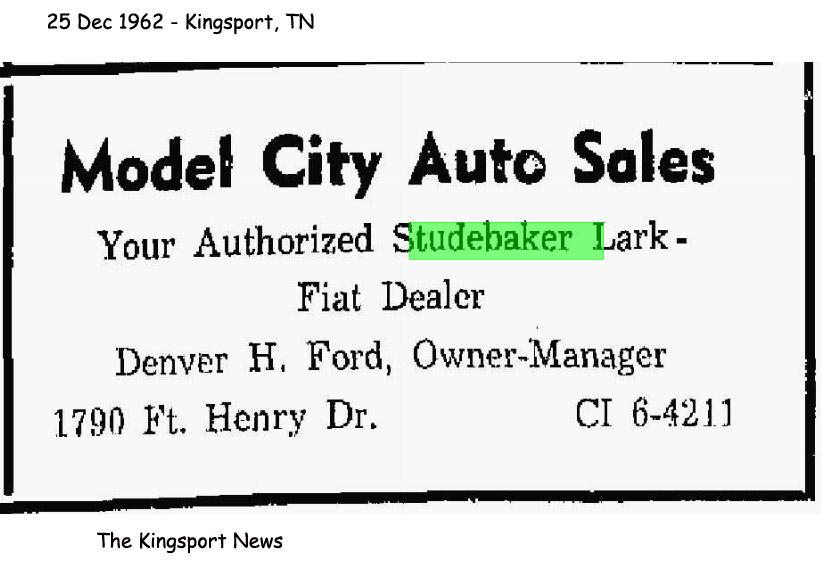 25 Dec 1962 - Kingsport, TN
Model City Auto Sales
Your Authorized Studebaker Lark -
Fiat Dealer
Denver H. Ford, Owner-Manager
1790 Ft. Henry Dr. CI 6-4211
The Kingsport News